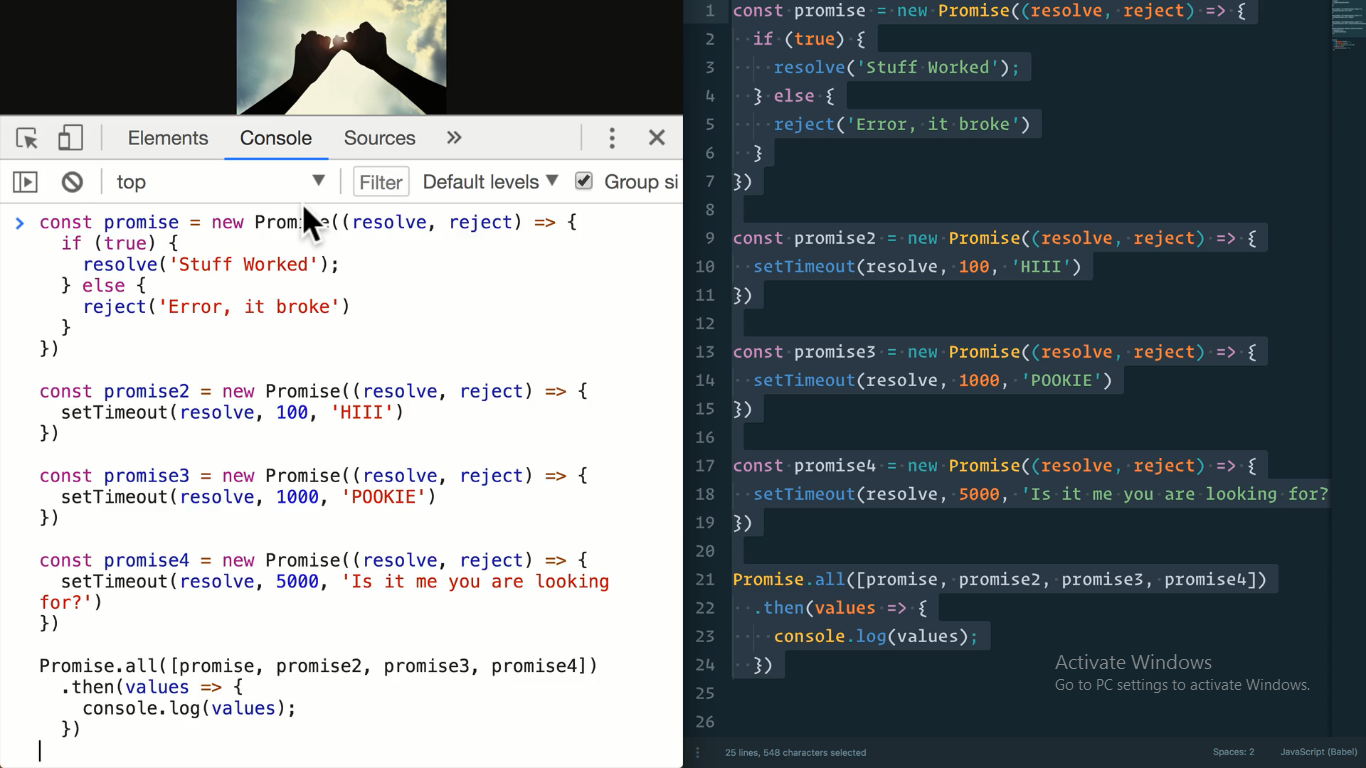 Elements Console Sources »
top ▼ Filter Default levels ▼ Group si
> const promise = new Promise((resolve, reject) => {
if (true) {
resolve('Stuff Worked');
} else {
reject('Error, it broke')
}
})
const promise2 = new Promise((resolve, reject) => {
setTimeout(resolve, 100, 'HIII')
})
const promise3 = new Promise((resolve, reject) => {
setTimeout(resolve, 1000, 'POOKIE')
})
const promise4 = new Promise((resolve, reject) => {
setTimeout(resolve, 5000, 'Is it me you are looking
for?')
})
Promise.all([promise, promise2, promise3, promise4])
.then(values => {
console.log(values);
})
1 const promise = new Promise((resolve, reject) => {
2 if (true) {
3 resolve('Stuff Worked');
4 } else {
5 reject('Error, it broke')
6 }
7 })
8
9 const promise2 = new Promise((resolve, reject) => {
10 setTimeout(resolve, 100, 'HIII')
11 })
12
13 const promise3 = new Promise((resolve, reject) => {
14 setTimeout(resolve, 1000, 'POOKIE')
15 })
16
17 const promise4 = new Promise((resolve, reject) => {
18 setTimeout(resolve, 5000, 'Is it me you are looking for?
19 })
20
21 Promise.all([promise, promise2, promise3, promise4])
22 .then(values => {
23 console.log(values);
24 })
25
26
Activate Windows
Go to PC settings to activate Windows.
25 lines, 548 characters selected Spaces: 2 JavaScript (Babel)